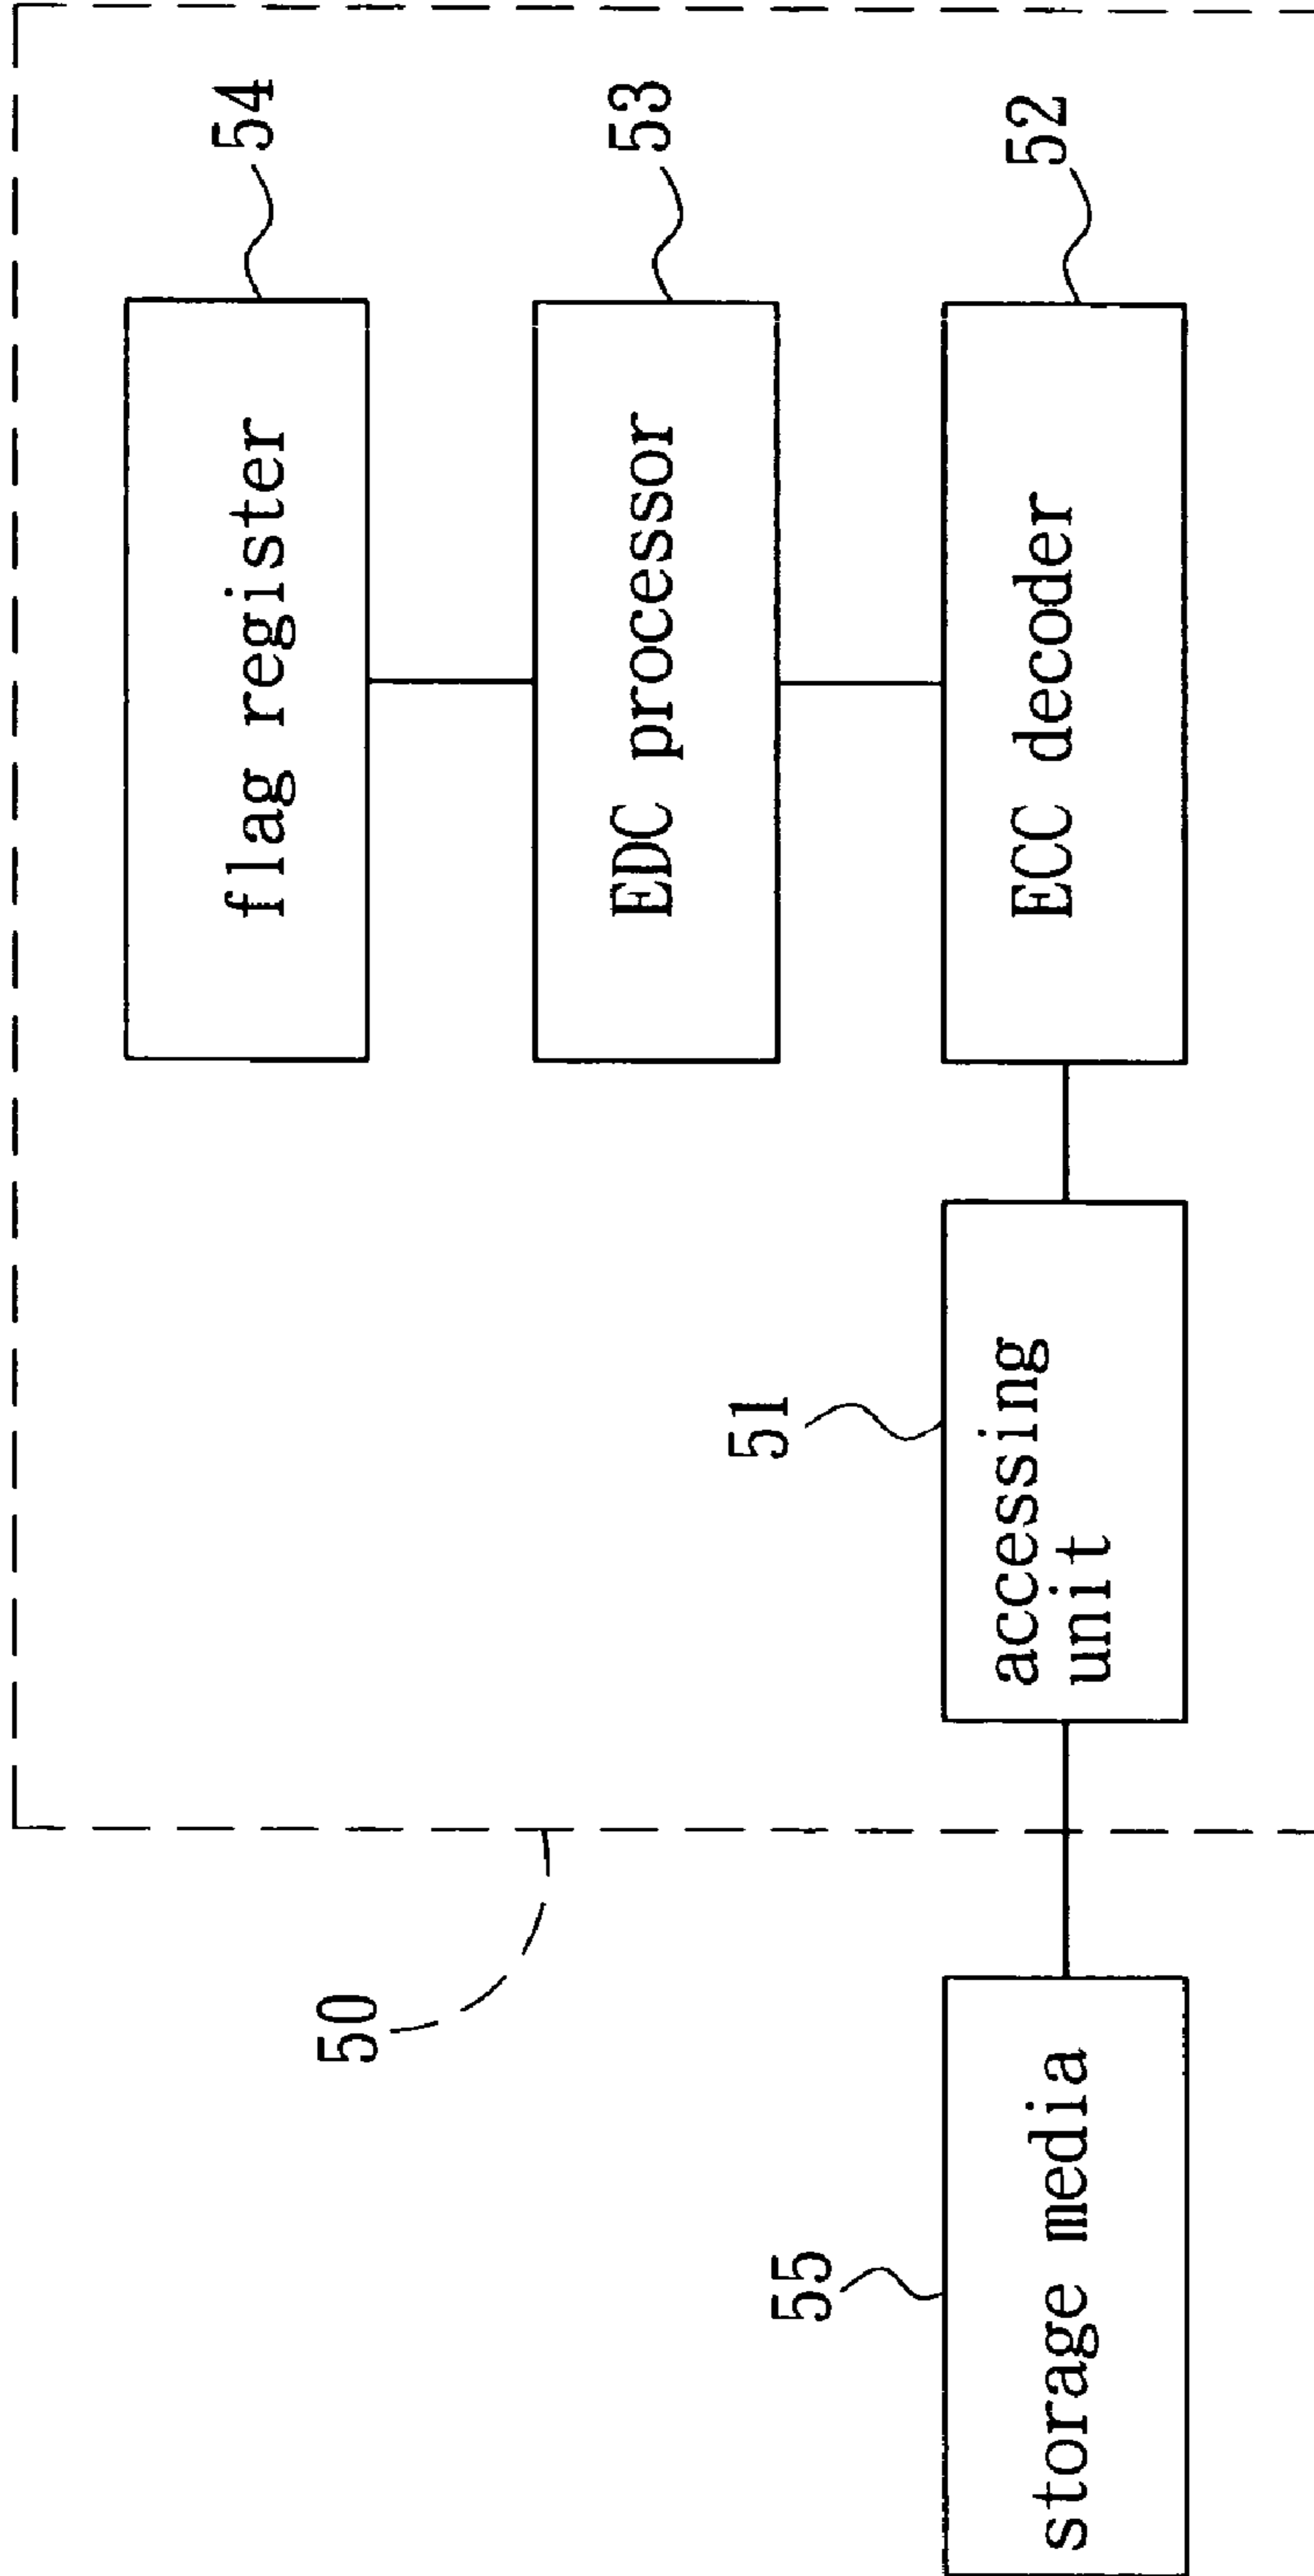 54
flag register
53
EDC processor
52
ECC decoder
51
accessing
unit
50
55
storage media